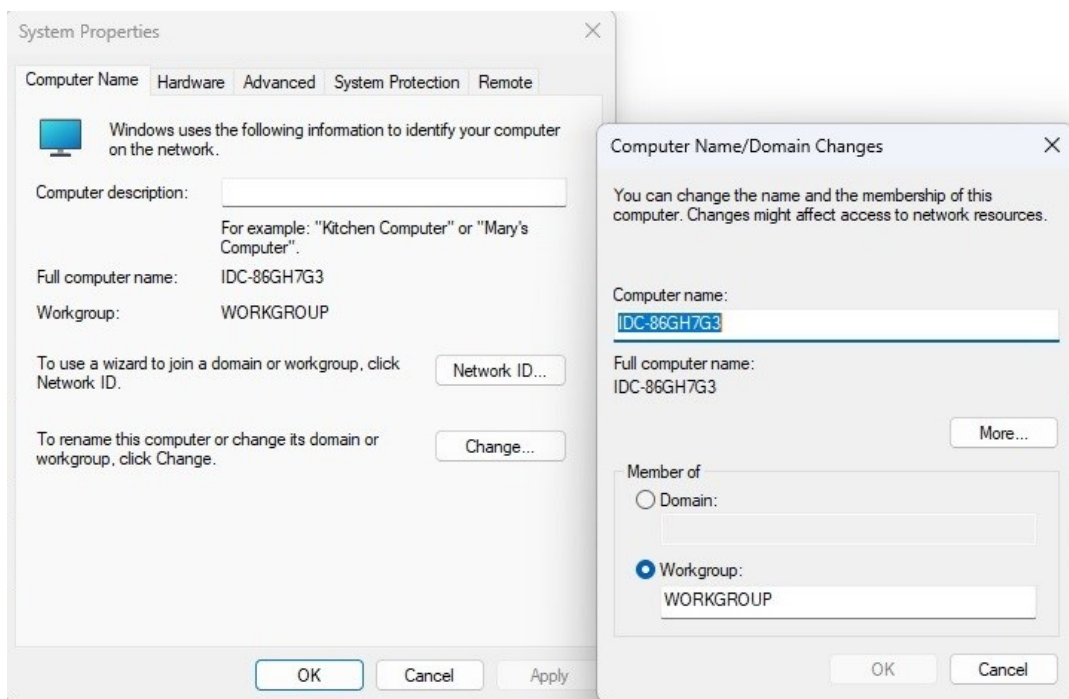 System Properties
Computer Name
Hardware
Advanced
System Protection
Remote
Windows uses the following information to identify your computer
on the network.
Computer description:
For example: "Kitchen Computer" or "Mary's
Computer".
Full computer name:
IDC-86GH7G3
Workgroup:
WORKGROUP
To use a wizard to join a domain or workgroup, click
Network ID.
Network ID...
To rename this computer or change its domain or
workgroup, click Change.
Change...
OK
Cancel
Apply
Computer Name/Domain Changes
You can change the name and the membership of this
computer. Changes might affect access to network resources.
Computer name:
IDC-86GH7G3
Full computer name:
IDC-86GH7G3
More...
Member of
Domain:
Workgroup:
WORKGROUP
OK
Cancel